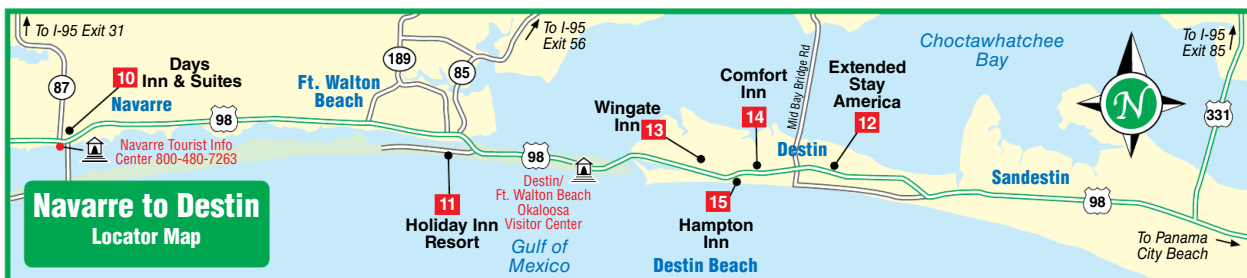 To I-95 Exit 31
87
10
Days
Inn & Suites
Navarre
98
Navarre Tourist Info
Center 800-480-7263
Navarre to Destin
Locator Map
Ft. Walton
Beach
189
85
To I-95
Exit 56
11
Holiday Inn
Resort
98
Destin/
Ft. Walton Beach
Okaloosa
Visitor Center
Gulf of
Mexico
Wingate
Inn
13
Comfort
Inn
14
Mid Bay Bridge Rd
Destin
Extended
Stay
America
12
15
Hampton
Inn
Destin Beach
Choctawhatchee
Bay
Sandestin
98
N
To I-95
Exit 85
331
To Panama
City Beach